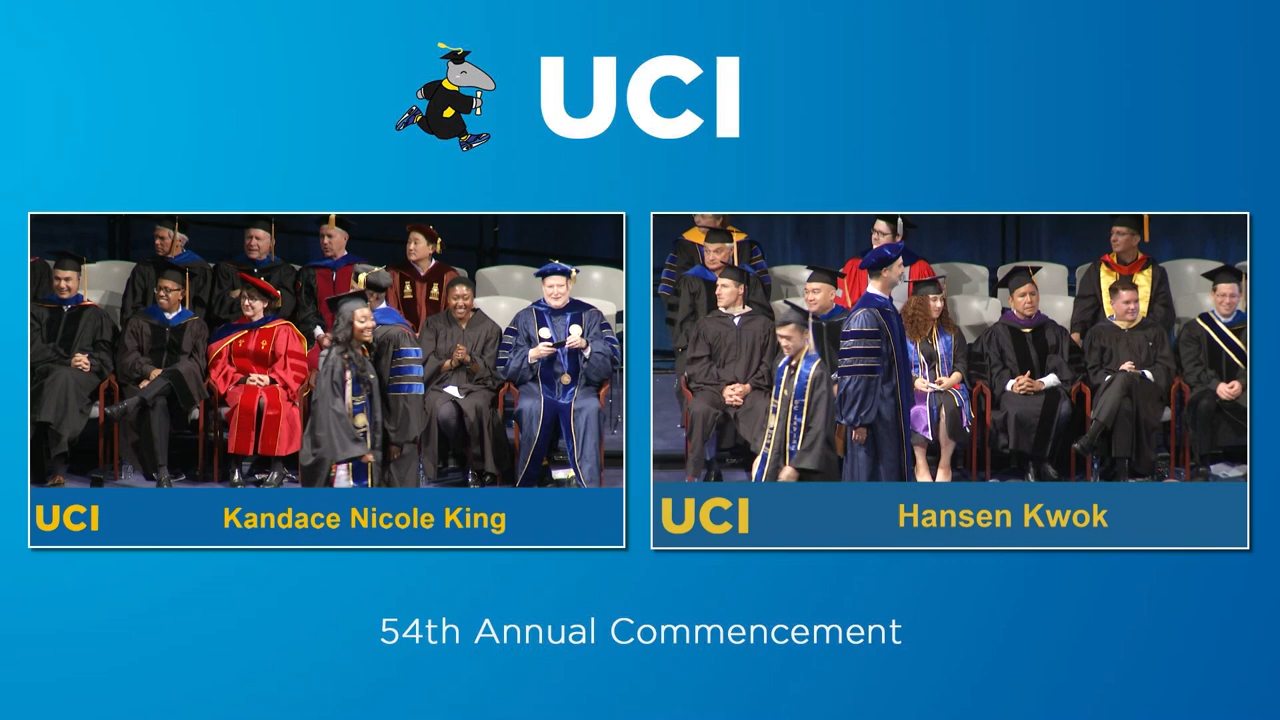 UCI
UCI
Kandace Nicole King
UCI
Hansen Kwok
54th Annual Commencement